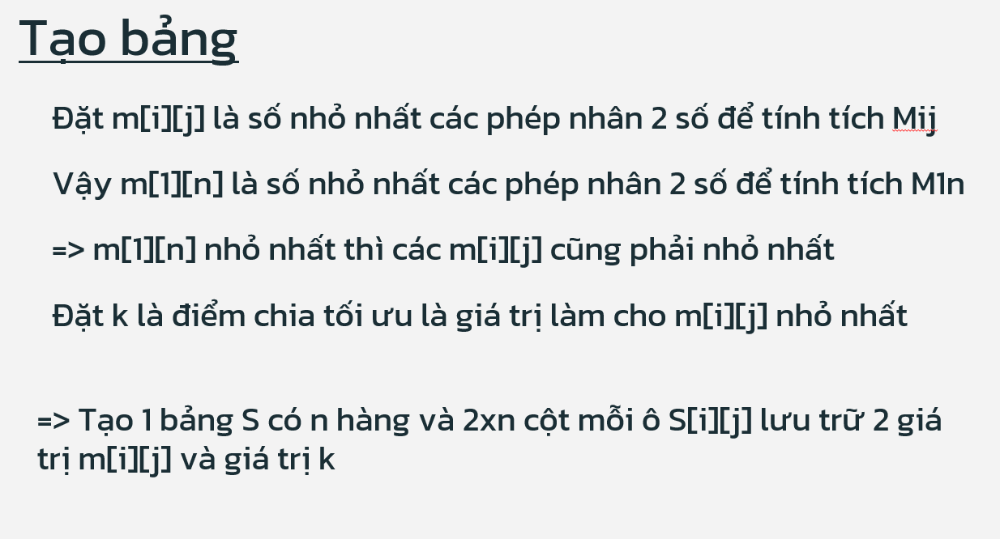 Tạo bảng
Đặt m[i][j] là số nhỏ nhất các phép nhân 2 số để tính tích Mij
Vậy m[1][n] là số nhỏ nhất các phép nhân 2 số để tính tích M1n
=> m[1][n] nhỏ nhất thì các m[i][j] cũng phải nhỏ nhất
Đặt k là điểm chia tối ưu là giá trị làm cho m[i][j] nhỏ nhất
=> Tạo 1 bảng S có n hàng và 2xn cột mỗi ô S[i][j] lưu trữ 2 giá
trị m[i][j] và giá trị k